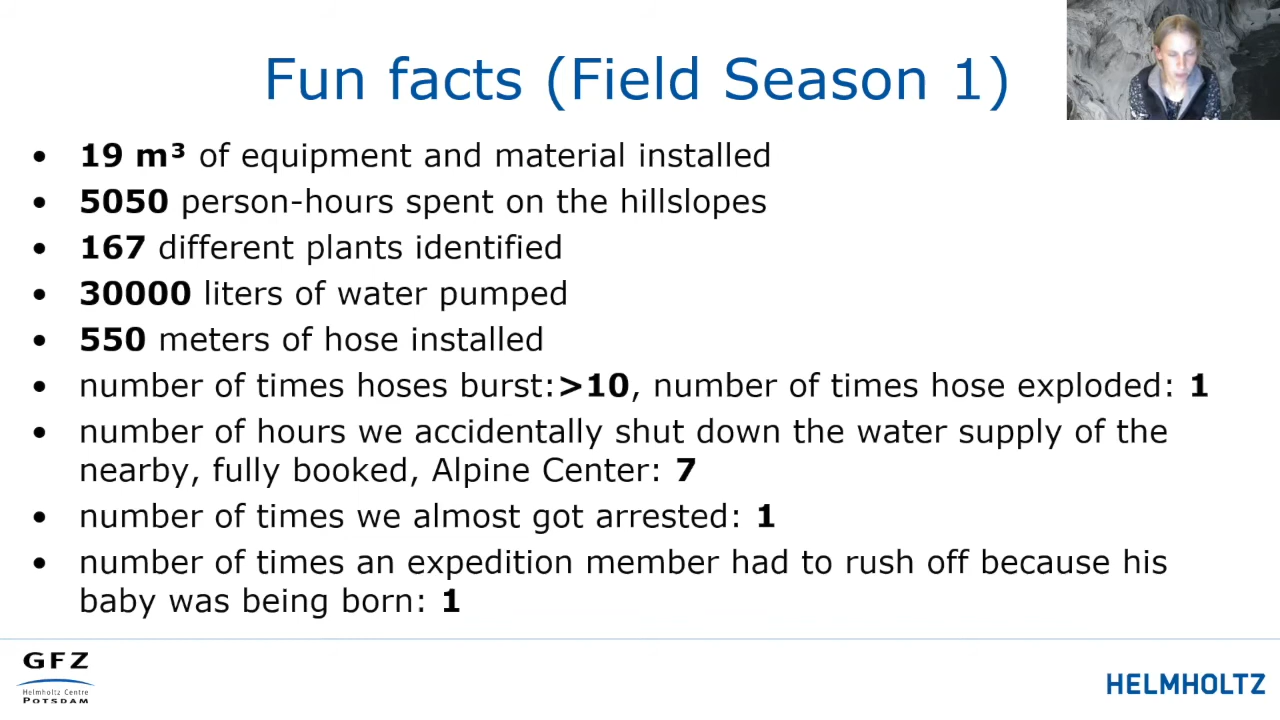 Fun facts (Field Season 1)
• 19 m³ of equipment and material installed
• 5050 person-hours spent on the hillslopes
• 167 different plants identified
• 30000 liters of water pumped
• 550 meters of hose installed
• number of times hoses burst:>10, number of times hose exploded: 1
• number of hours we accidentally shut down the water supply of the
nearby, fully booked, Alpine Center: 7
• number of times we almost got arrested: 1
• number of times an expedition member had to rush off because his
baby was being born: 1
GFZ
Helmholtz Centre
POTSDAM
HELMHOLTZ